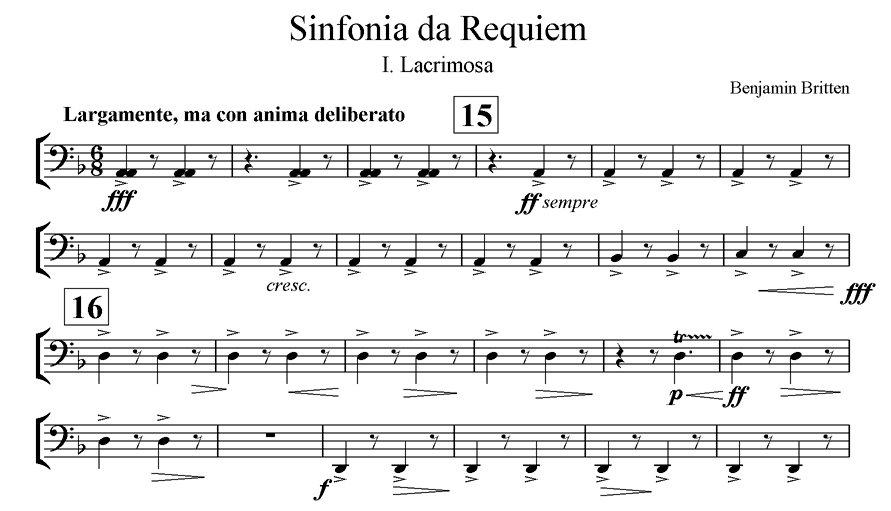 Sinfonia da Requiem
I. Lacrimosa
Benjamin Britten
Largamente, ma con anima deliberato
15
6
8
fff
ff sempre
cresc.
fff
16
tr
p ff
f